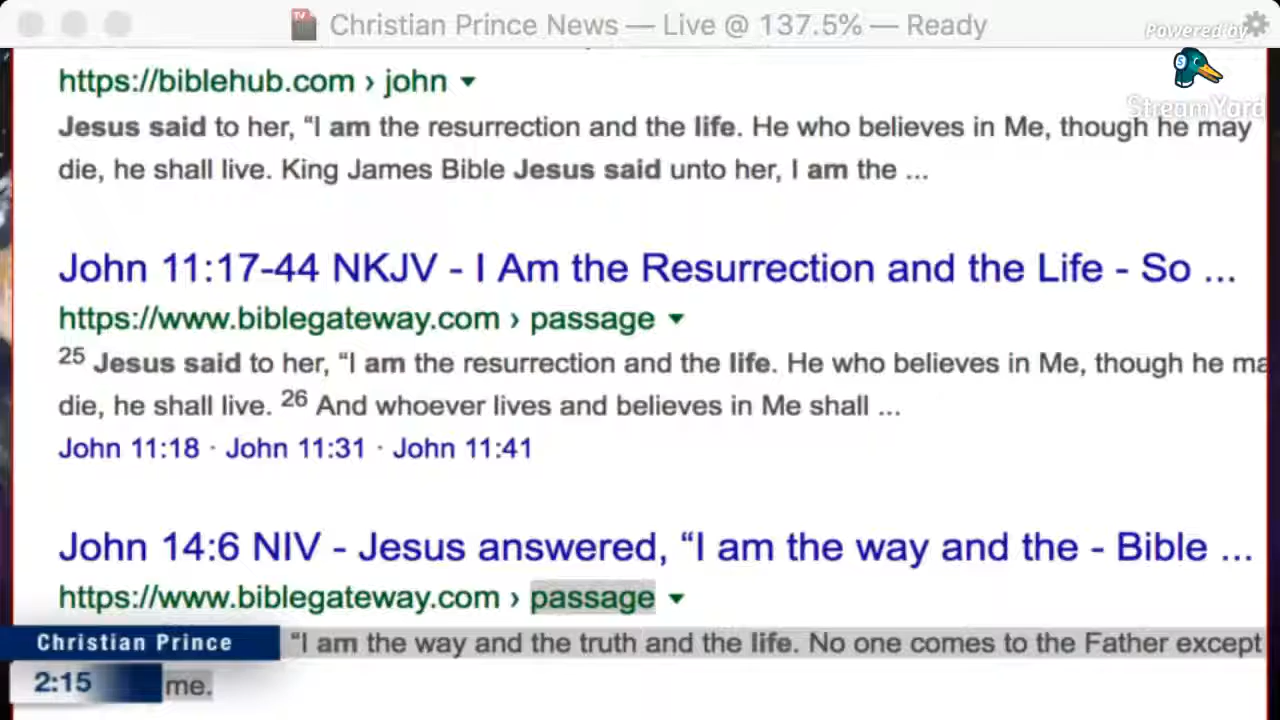 Christian Prince News — Live @ 137.5% — Ready
Powered by
StreamYard
https://biblehub.com › john
Jesus said to her, “I am the resurrection and the life. He who believes in Me, though he may
die, he shall live. King James Bible Jesus said unto her, I am the ...
John 11:17-44 NKJV - I Am the Resurrection and the Life - So ...
https://www.biblegateway.com › passage
25 Jesus said to her, “I am the resurrection and the life. He who believes in Me, though he ma
die, he shall live. 26 And whoever lives and believes in Me shall ...
John 11:18 · John 11:31 · John 11:41
John 14:6 NIV - Jesus answered, “I am the way and the - Bible ...
https://www.biblegateway.com › passage
Christian Prince “I am the way and the truth and the life. No one comes to the Father except
2:15 me.